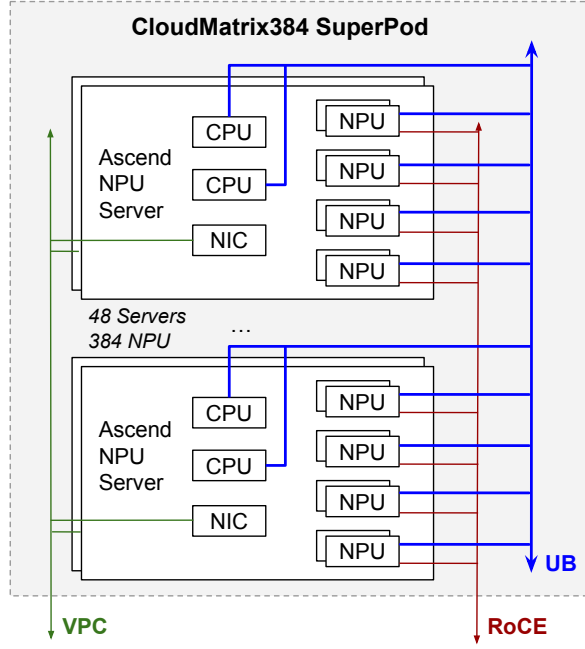 CloudMatrix384 SuperPod
Ascend
NPU
Server
CPU
CPU
NIC
NPU
NPU
NPU
NPU
48 Servers
384 NPU
...
Ascend
NPU
Server
CPU
CPU
NIC
NPU
NPU
NPU
NPU
UB
VPC
RoCE